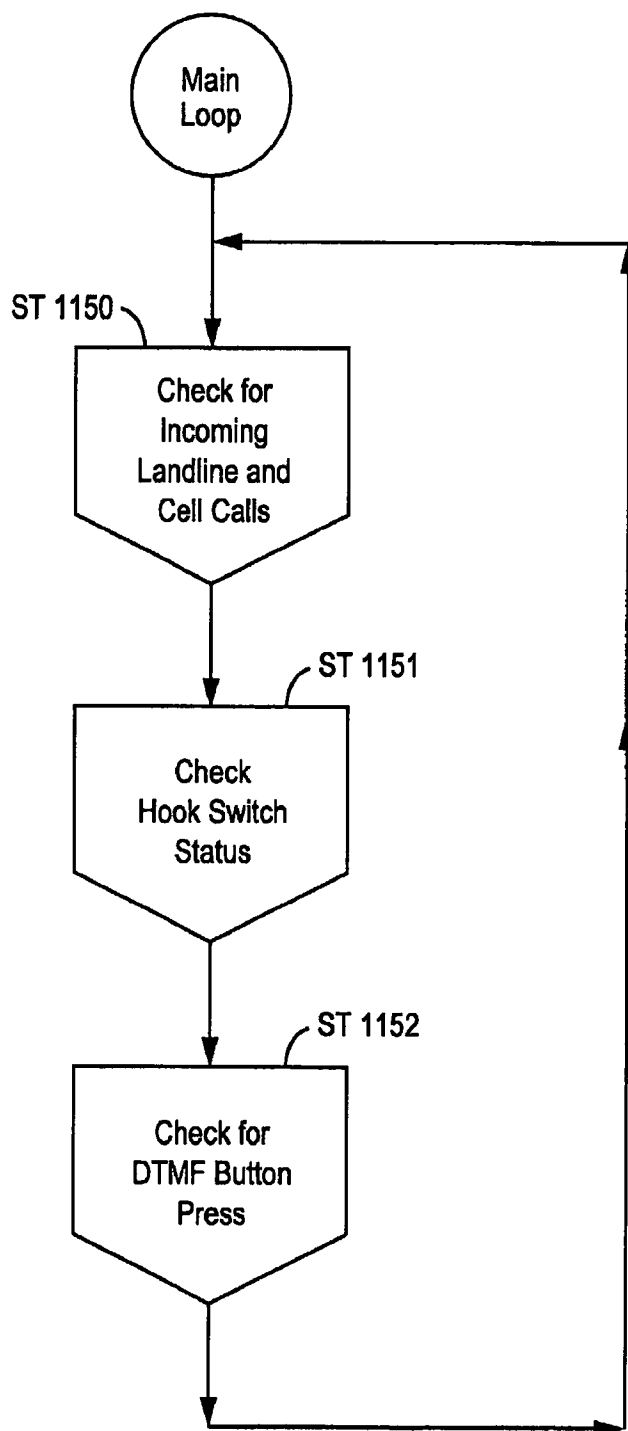 Main
Loop
ST 1150
Check for
Incoming
Landline and
Cell Calls
ST 1151
Check
Hook Switch
Status
ST 1152
Check for
DTMF Button
Press